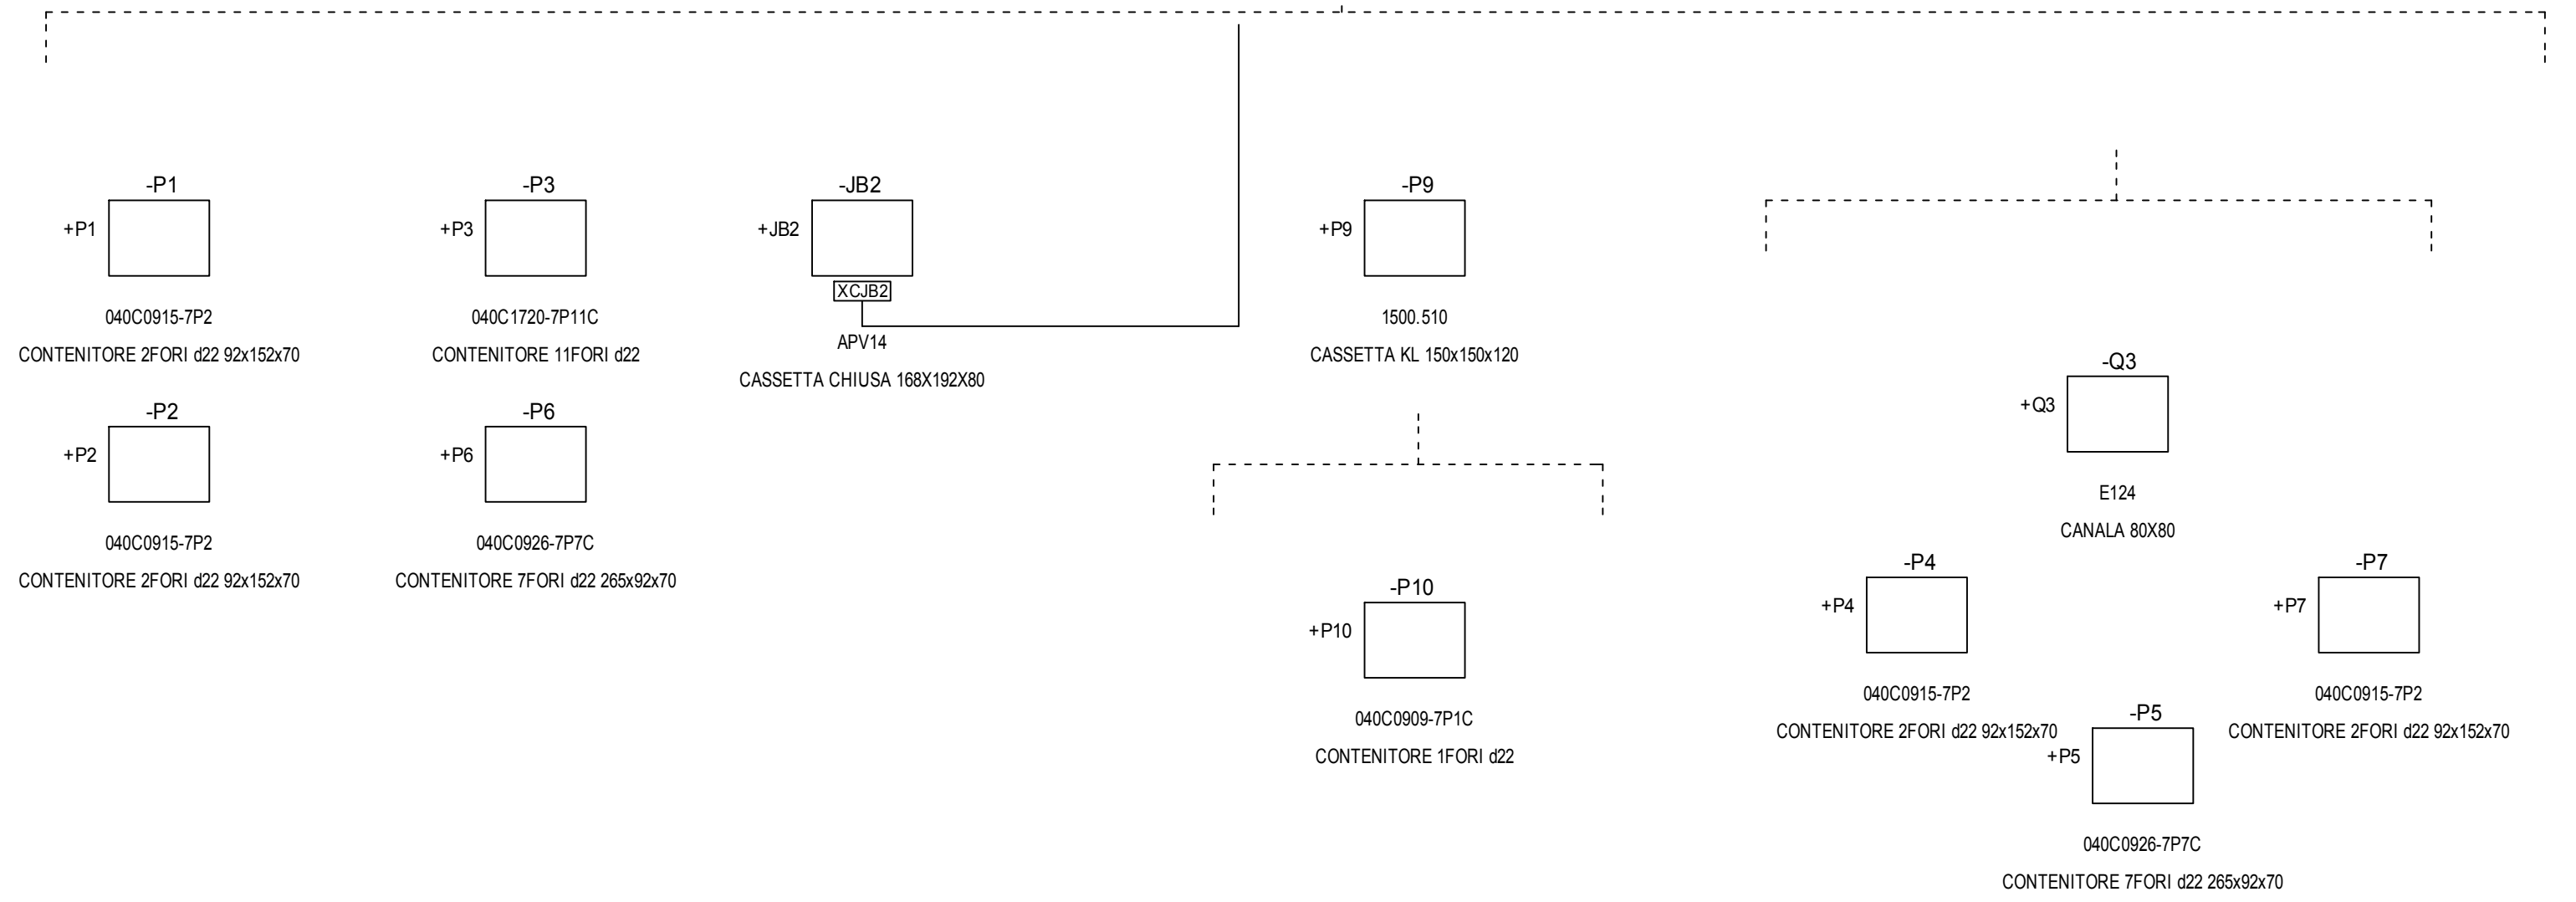 -P1
+P1
040C0915-7P2
CONTENITORE 2FORI d22 92x152x70
-P2
+P2
040C0915-7P2
CONTENITORE 2FORI d22 92x152x70
-P3
+P3
040C1720-7P11C
CONTENITORE 11FORI d22
-P6
+P6
040C0926-7P7C
CONTENITORE 7FORI d22 265x92x70
-JB2
+JB2
XCJB2
APV14
CASSETTA CHIUSA 168X192X80
-P9
+P9
1500.510
CASSETTA KL 150x150x120
-P10
+P10
040C0909-7P1C
CONTENITORE 1FORI d22
-Q3
+Q3
E124
CANALA 80X80
-P4
+P4
040C0915-7P2
CONTENITORE 2FORI d22 92x152x70
-P7
+P7
040C0915-7P2
CONTENITORE 2FORI d22 92x152x70
-P5
+P5
040C0926-7P7C
CONTENITORE 7FORI d22 265x92x70